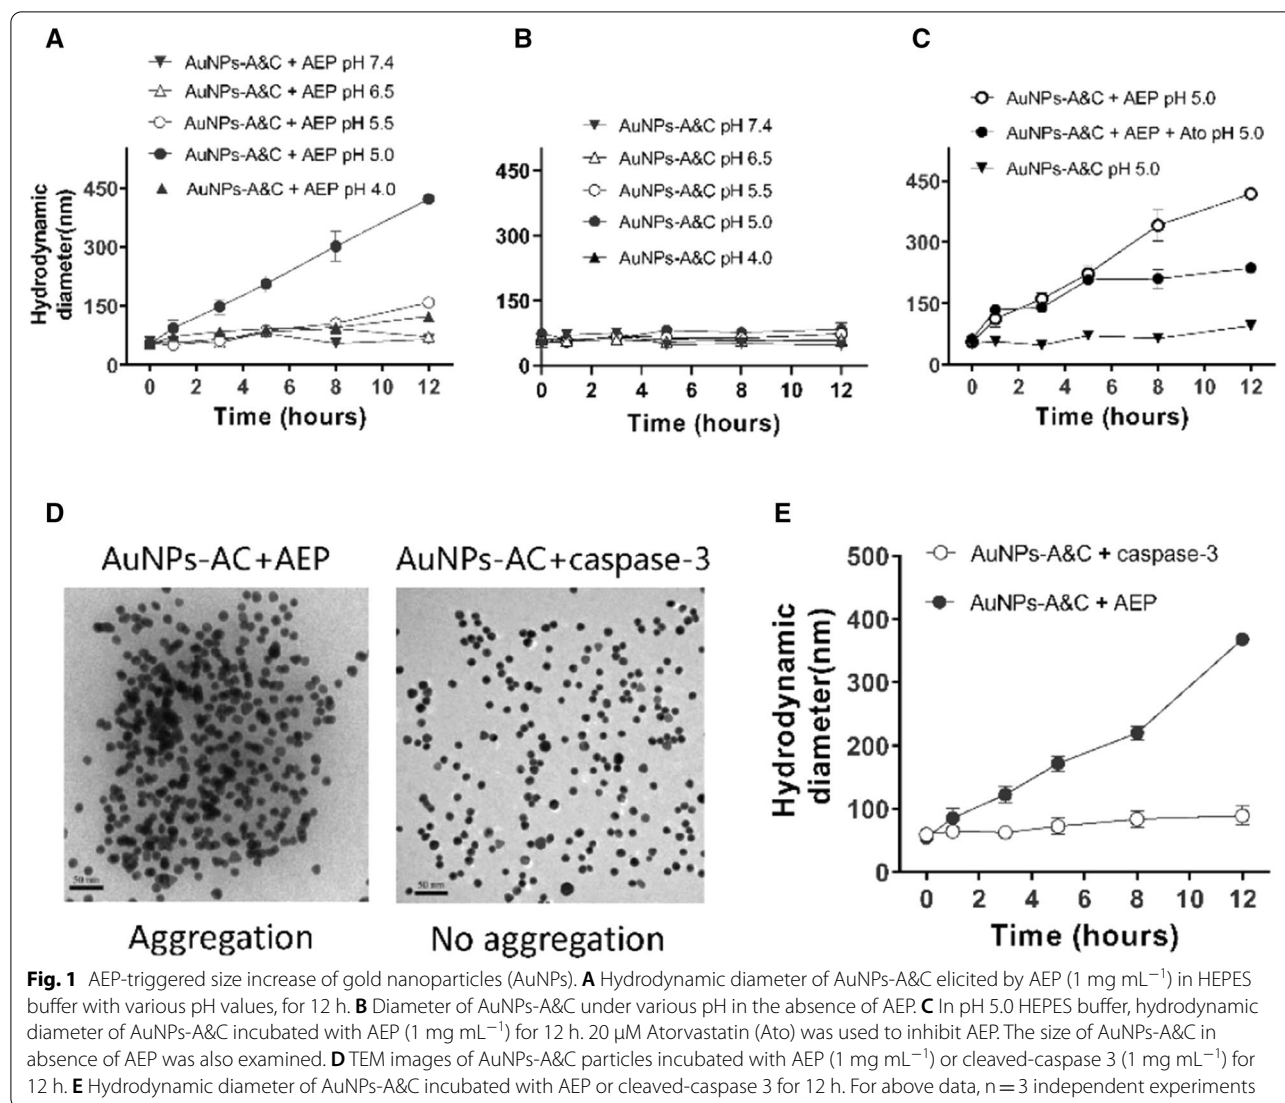 A
AuNPs-A&C + AEP pH 7.4
AuNPs-A&C + AEP pH 6.5
AuNPs-A&C + AEP pH 5.5
AuNPs-A&C + AEP pH 5.0
AuNPs-A&C + AEP pH 4.0
Hydrodynamic
diameter(nm)
450
300
150
0
0 2 4 6 8 10 12
Time (hours)
B
AuNPs-A&C pH 7.4
AuNPs-A&C pH 6.5
AuNPs-A&C pH 5.5
AuNPs-A&C pH 5.0
AuNPs-A&C pH 4.0
450
300
150
0
0 2 4 6 8 10 12
Time (hours)
C
AuNPs-A&C + AEP pH 5.0
AuNPs-A&C + AEP + Ato pH 5.0
AuNPs-A&C pH 5.0
450
300
150
0
0 2 4 6 8 10 12
Time (hours)
D
AuNPs-AC+AEP
50 nm
Aggregation
AuNPs-AC+caspase-3
50 nm
No aggregation
E
AuNPs-A&C + caspase-3
AuNPs-A&C + AEP
Hydrodynamic
diameter(nm)
500
400
300
200
100
0
0 2 4 6 8 10 12
Time (hours)
Fig. 1 AEP-triggered size increase of gold nanoparticles (AuNPs). A Hydrodynamic diameter of AuNPs-A&C elicited by AEP (1 mg mL⁻¹) in HEPES
buffer with various pH values, for 12 h. B Diameter of AuNPs-A&C under various pH in the absence of AEP. C In pH 5.0 HEPES buffer, hydrodynamic
diameter of AuNPs-A&C incubated with AEP (1 mg mL⁻¹) for 12 h. 20 µM Atorvastatin (Ato) was used to inhibit AEP. The size of AuNPs-A&C in
absence of AEP was also examined. D TEM images of AuNPs-A&C particles incubated with AEP (1 mg mL⁻¹) or cleaved-caspase 3 (1 mg mL⁻¹) for
12 h. E Hydrodynamic diameter of AuNPs-A&C incubated with AEP or cleaved-caspase 3 for 12 h. For above data, n = 3 independent experiments